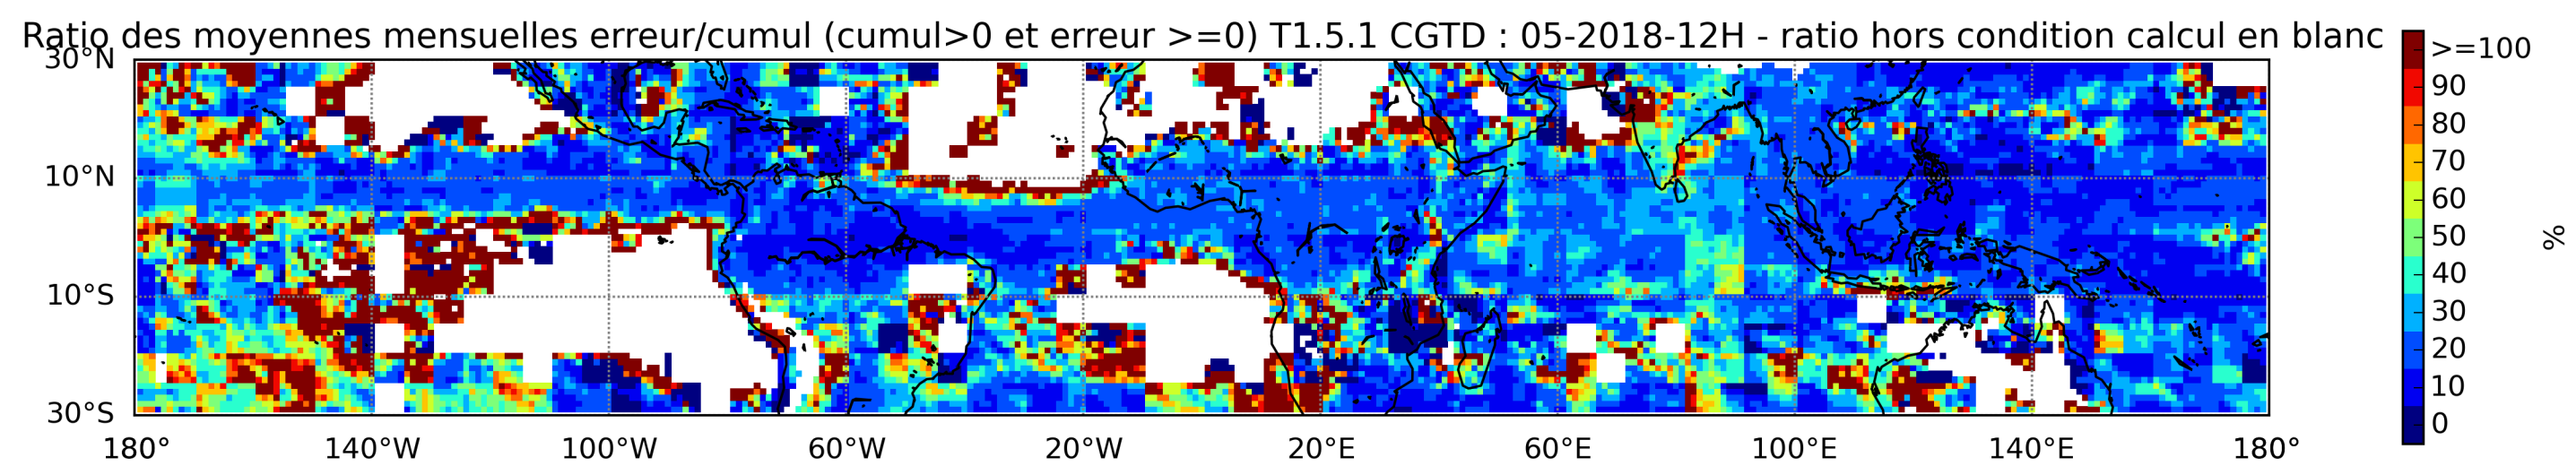 Ratio des moyennes mensuelles erreur/cumul (cumul>0 et erreur >=0) T1.5.1 CGTD : 05-2018-12H - ratio hors condition calcul en blanc
30°N
10°N
10°S
30°S
180° 140°W 100°W 60°W 20°W 20°E 60°E 100°E 140°E 180°
>=100
90
80
70
60
50
40
30
20
10
0
%